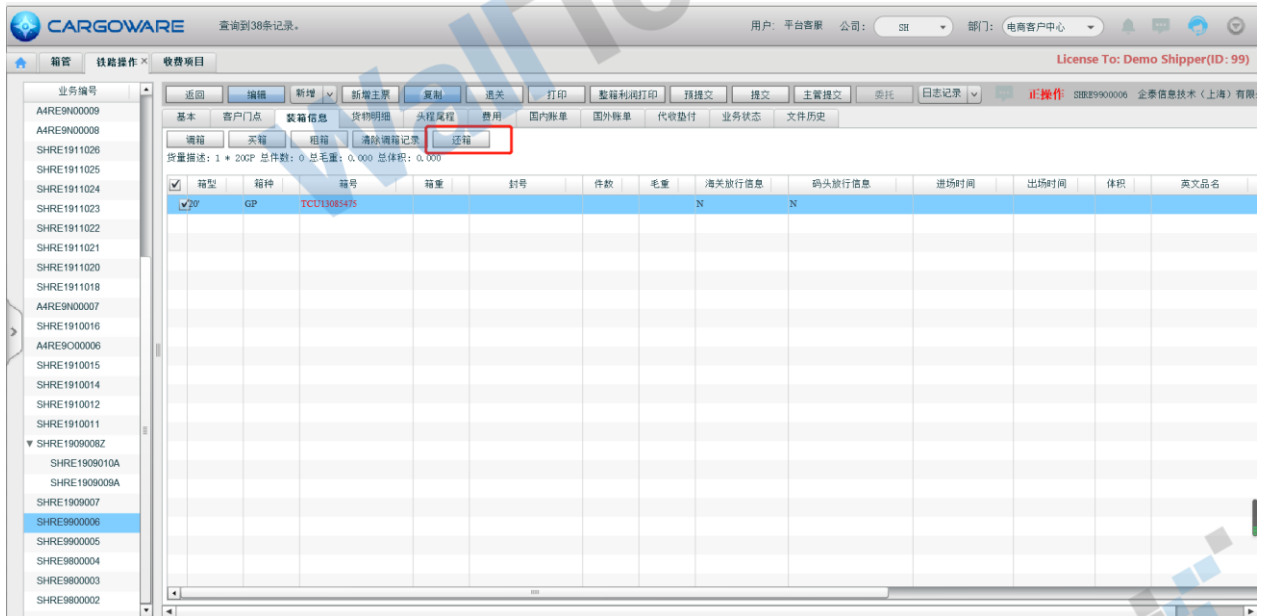 CARGOWARE 查询到38条记录。 用户: 平台客服 公司: SH 部门: 电商客户中心
箱管 铁路操作 × 收费项目 License To: Demo Shipper(ID: 99)
业务编号
A4RE9N00009
A4RE9N00008
SHRE1911026
SHRE1911025
SHRE1911024
SHRE1911023
SHRE1911022
SHRE1911021
SHRE1911020
SHRE1911018
A4RE9N00007
SHRE1910016
A4RE9O00006
SHRE1910015
SHRE1910014
SHRE1910012
SHRE1910011
SHRE1909008Z
SHRE1909010A
SHRE1909009A
SHRE1909007
SHRE9900006
SHRE9900005
SHRE9800004
SHRE9800003
SHRE9800002
返回 编辑 新增 新增主票 复制 退关 打印 整箱利润打印 预提交 提交 主管提交 委托 日志记录 正操作 SHRE9900006 企泰信息技术（上海）有限
基本 客户门点 装箱信息 货物明细 头程尾程 费用 国内账单 国外账单 代收垫付 业务状态 文件历史
调箱 买箱 租箱 清除调箱记录 还箱
货量描述: 1 * 20GP 总件数: 0 总毛重: 0.000 总体积: 0.000
箱型 箱种 箱号 箱重 封号 件数 毛重 海关放行信息 码头放行信息 进场时间 出场时间 体积 英文品名
20' GP TCU13085475 N N